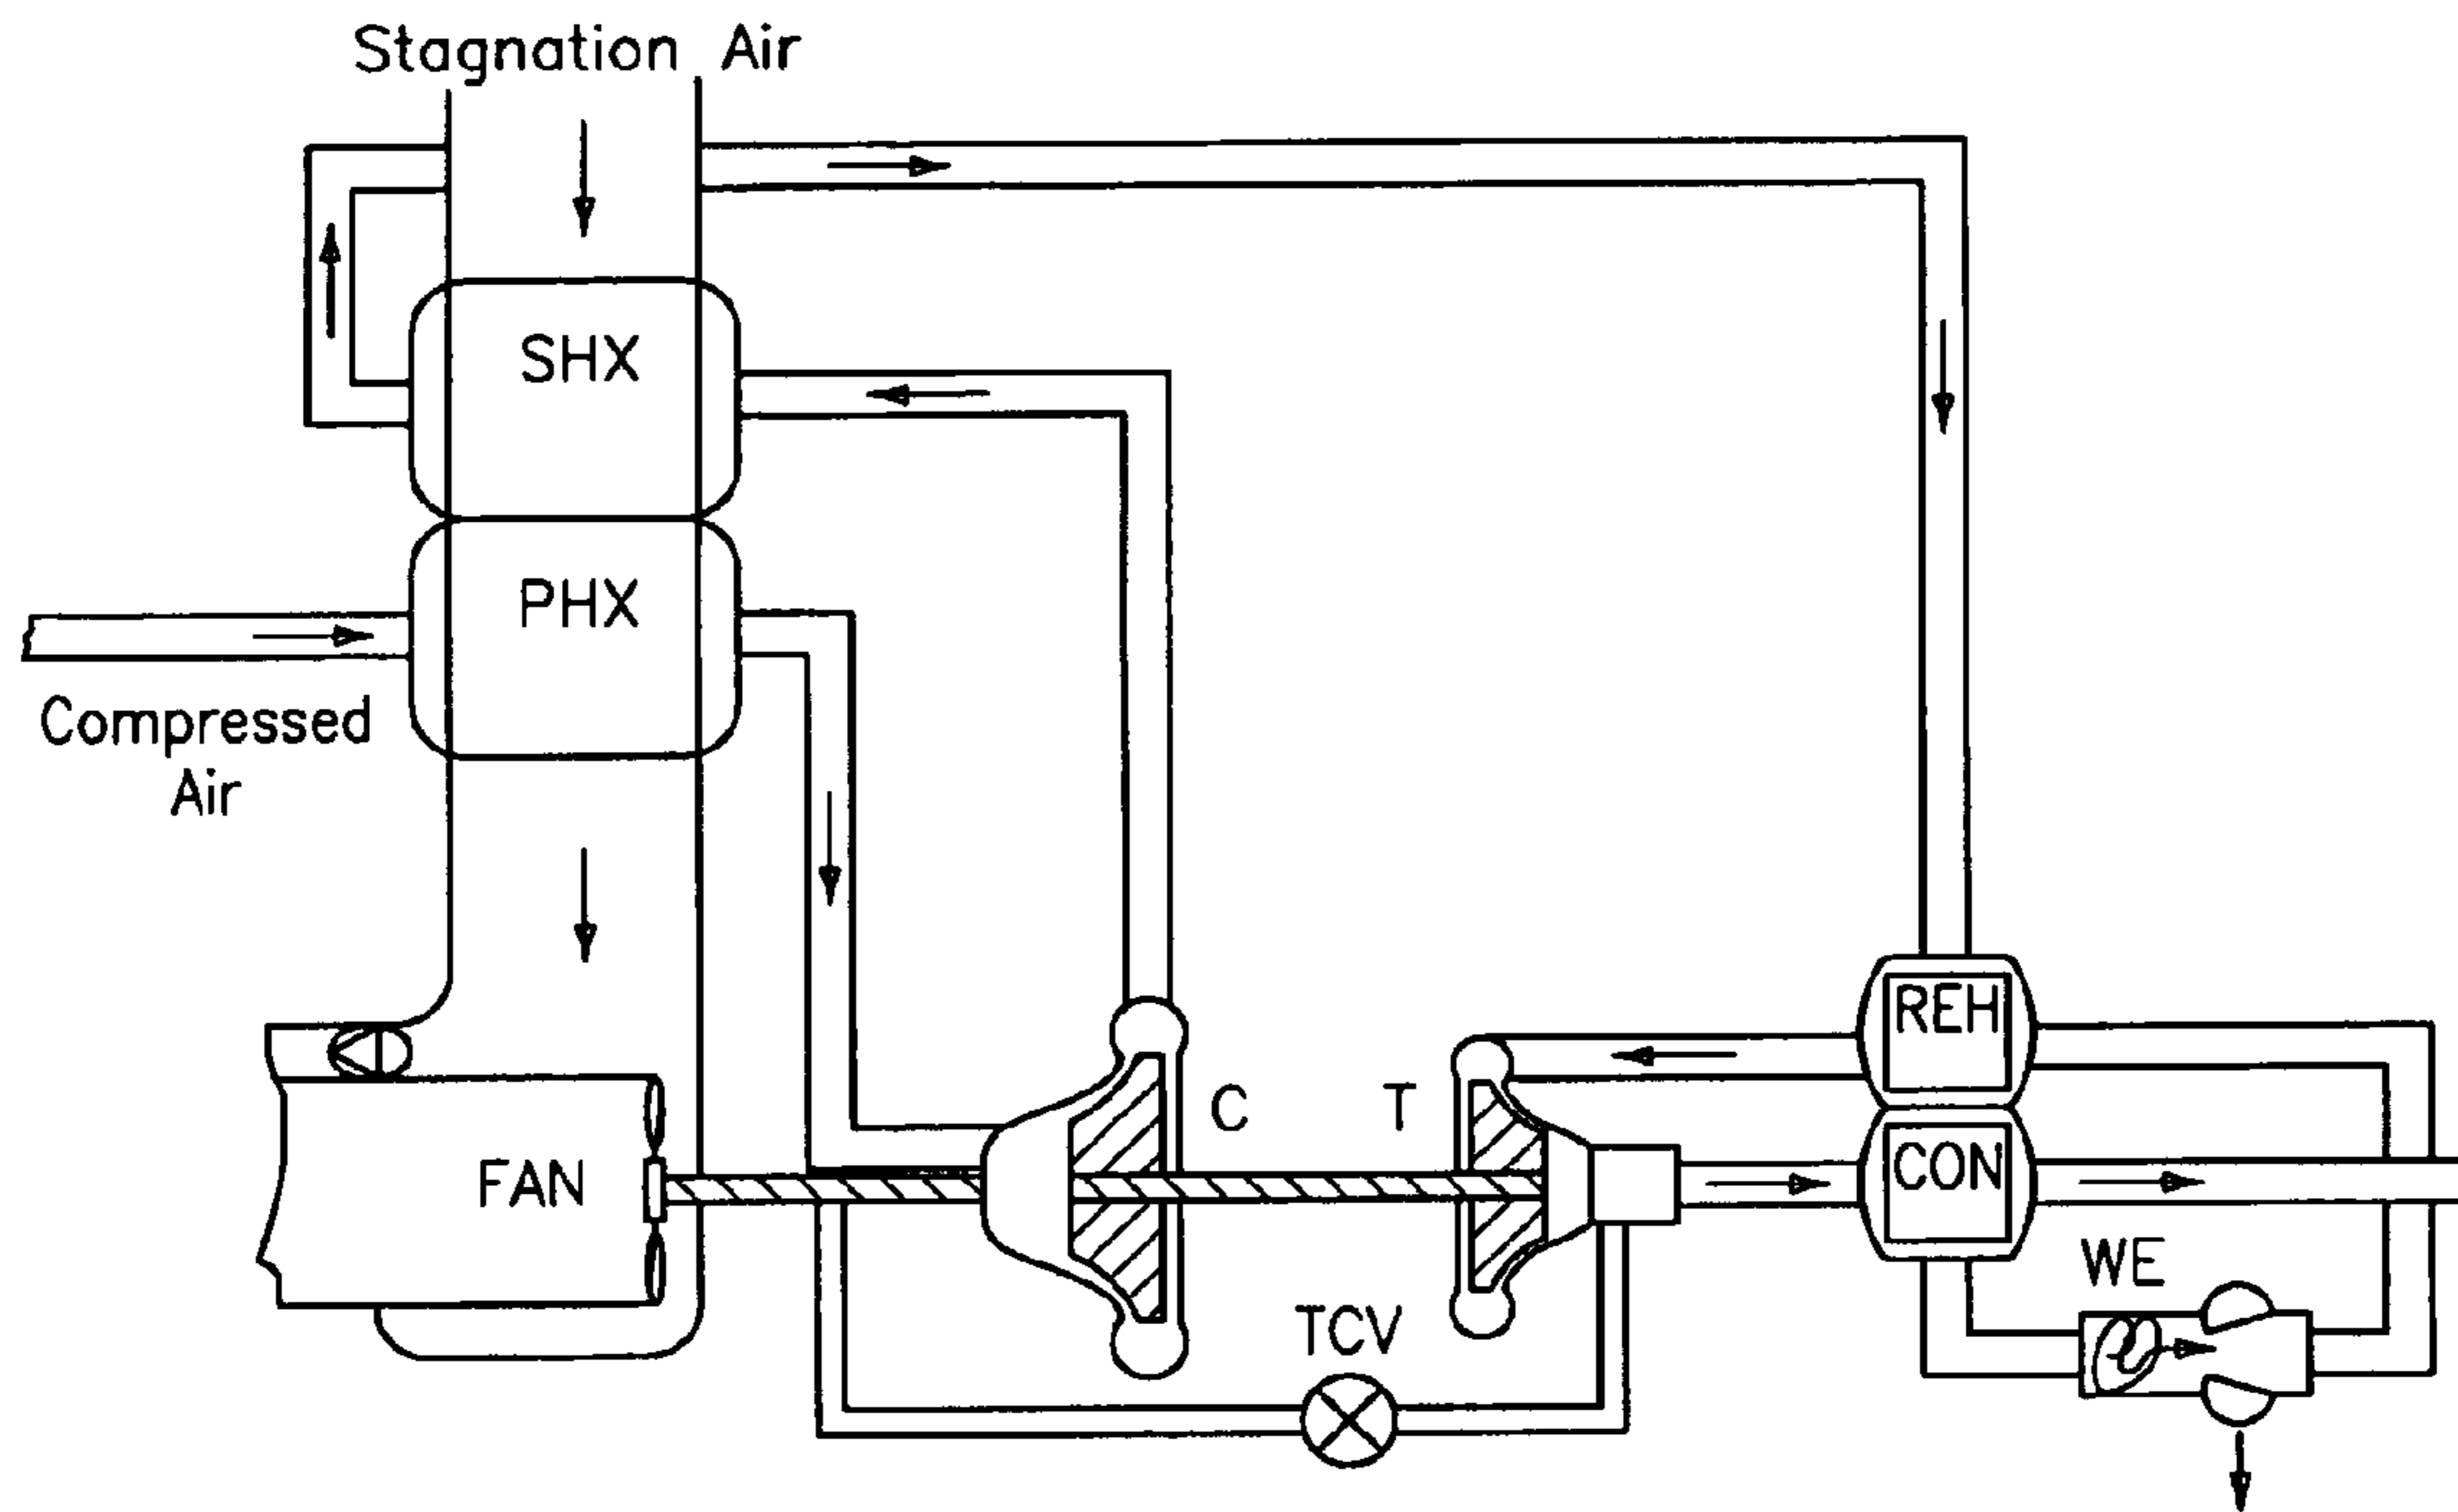 Stagnation Air
SHX
PHX
Compressed
Air
REH
C
T
CON
FAN
WE
TCV